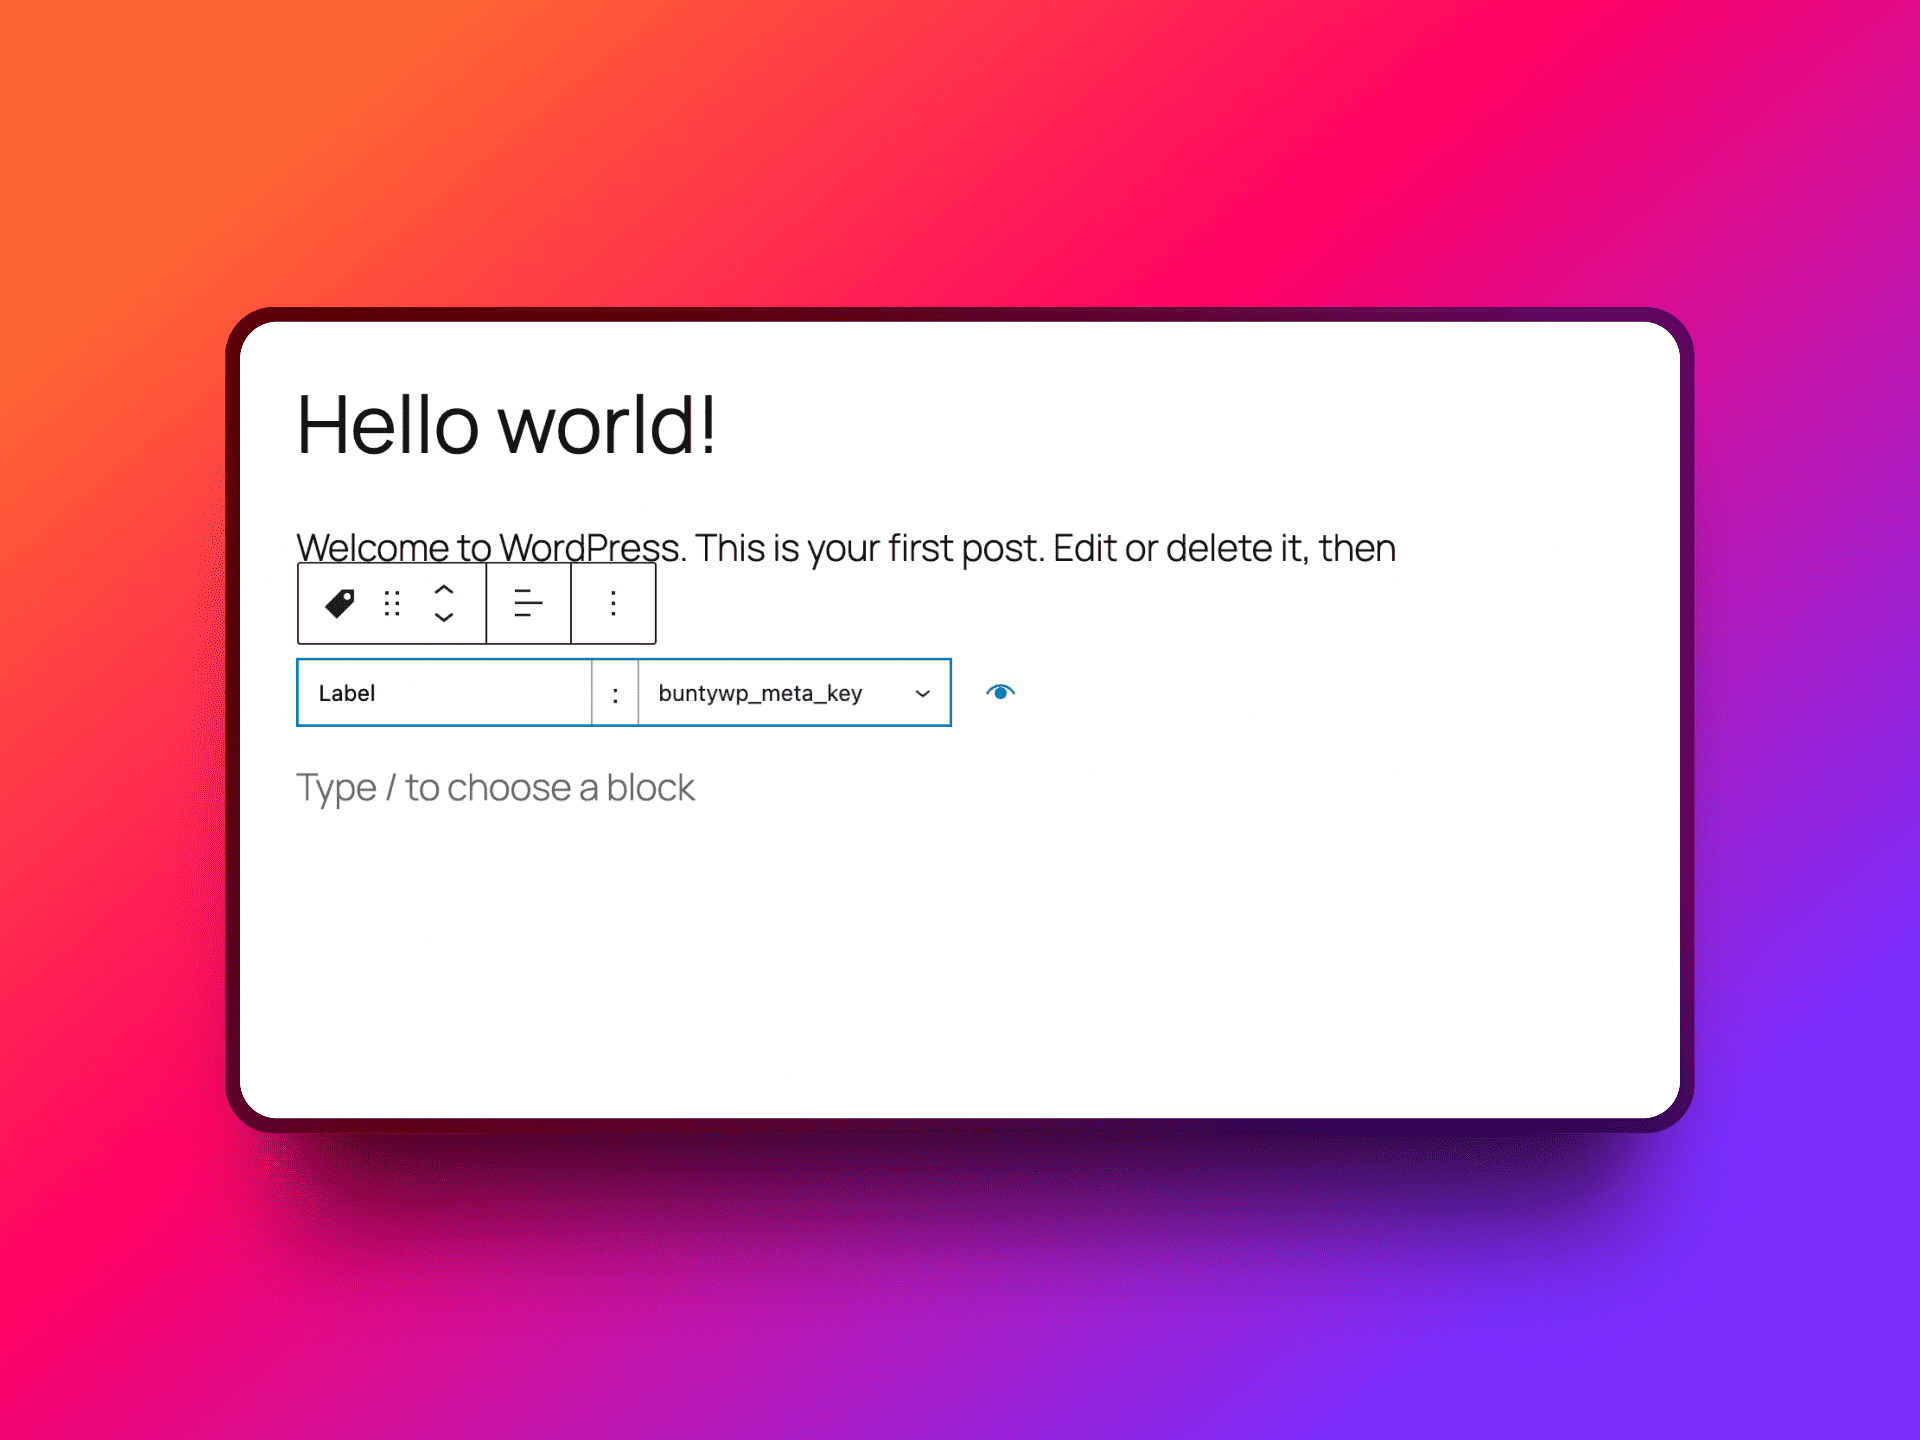 Hello world!
Welcome to WordPress. This is your first post. Edit or delete it, then
Label : buntywp_meta_key
Type / to choose a block